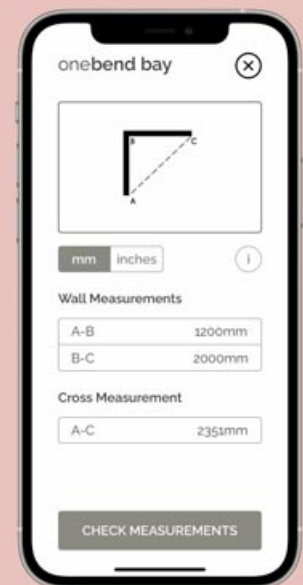 onebend bay
B
C
A
mm inches i
Wall Measurements
A-B 1200mm
B-C 2000mm
Cross Measurement
A-C 2351mm
CHECK MEASUREMENTS